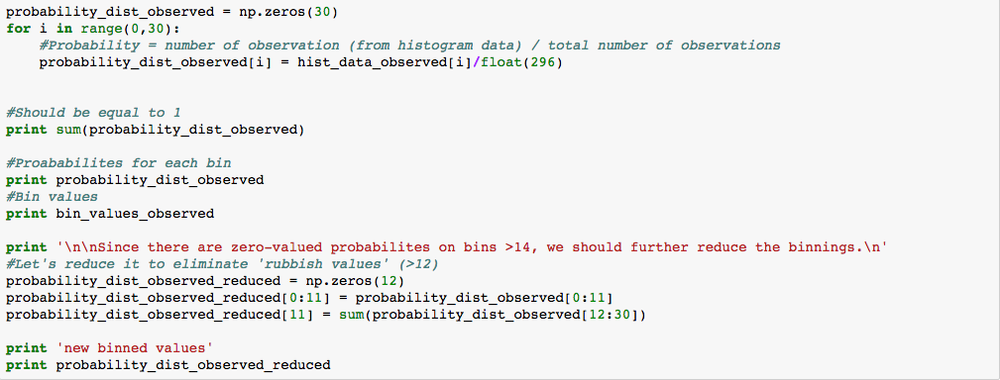 probability_dist_observed = np.zeros(30)
for i in range(0,30):
    #Probability = number of observation (from histogram data) / total number of observations
    probability_dist_observed[i] = hist_data_observed[i]/float(296)
#Should be equal to 1
print sum(probability_dist_observed)
#Proababilites for each bin
print probability_dist_observed
#Bin values
print bin_values_observed
print '\n\nSince there are zero-valued probabilites on bins >14, we should further reduce the binnings.\n'
#Let's reduce it to eliminate 'rubbish values' (>12)
probability_dist_observed_reduced = np.zeros(12)
probability_dist_observed_reduced[0:11] = probability_dist_observed[0:11]
probability_dist_observed_reduced[11] = sum(probability_dist_observed[12:30])
print 'new binned values'
print probability_dist_observed_reduced